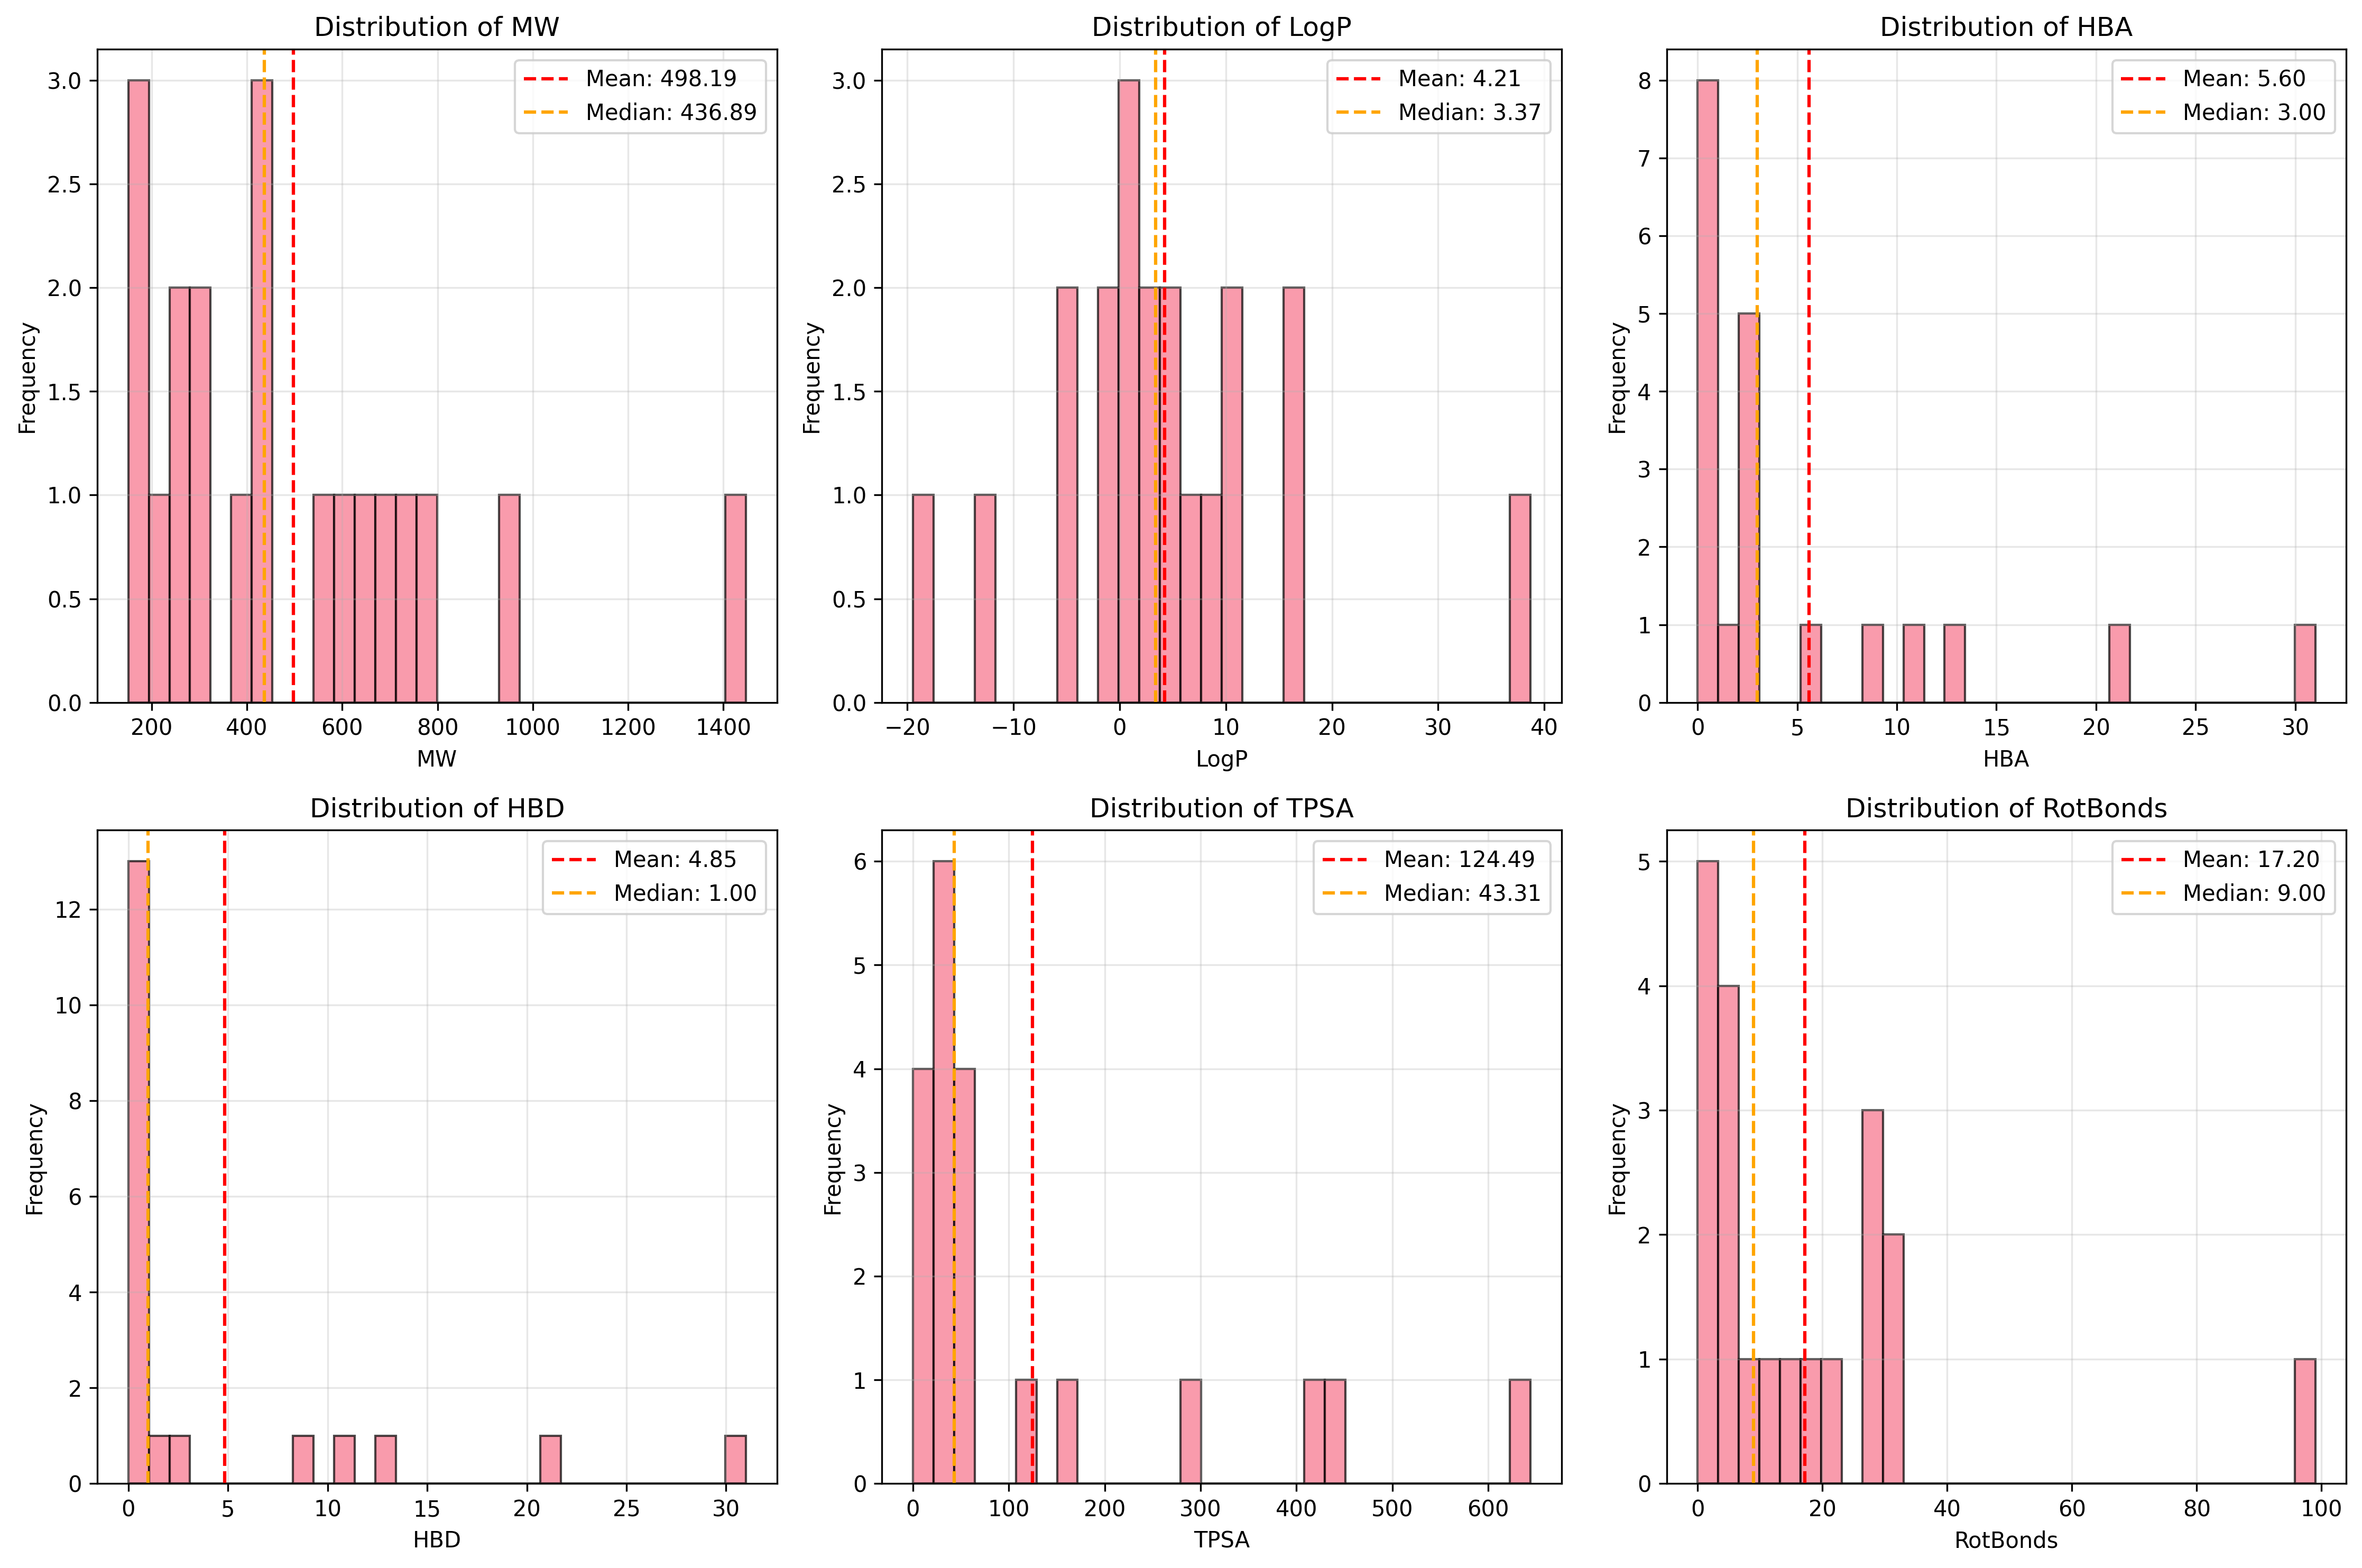 Distribution of MW
Mean: 498.19
Median: 436.89
3.0
2.5
2.0
1.5
1.0
0.5
0.0
Frequency
200 400 600 800 1000 1200 1400
MW
Distribution of LogP
Mean: 4.21
Median: 3.37
3.0
2.5
2.0
1.5
1.0
0.5
0.0
Frequency
−20 −10 0 10 20 30 40
LogP
Distribution of HBA
Mean: 5.60
Median: 3.00
8
7
6
5
4
3
2
1
0
Frequency
0 5 10 15 20 25 30
HBA
Distribution of HBD
Mean: 4.85
Median: 1.00
12
10
8
6
4
2
0
Frequency
0 5 10 15 20 25 30
HBD
Distribution of TPSA
Mean: 124.49
Median: 43.31
6
5
4
3
2
1
0
Frequency
0 100 200 300 400 500 600
TPSA
Distribution of RotBonds
Mean: 17.20
Median: 9.00
5
4
3
2
1
0
Frequency
0 20 40 60 80 100
RotBonds